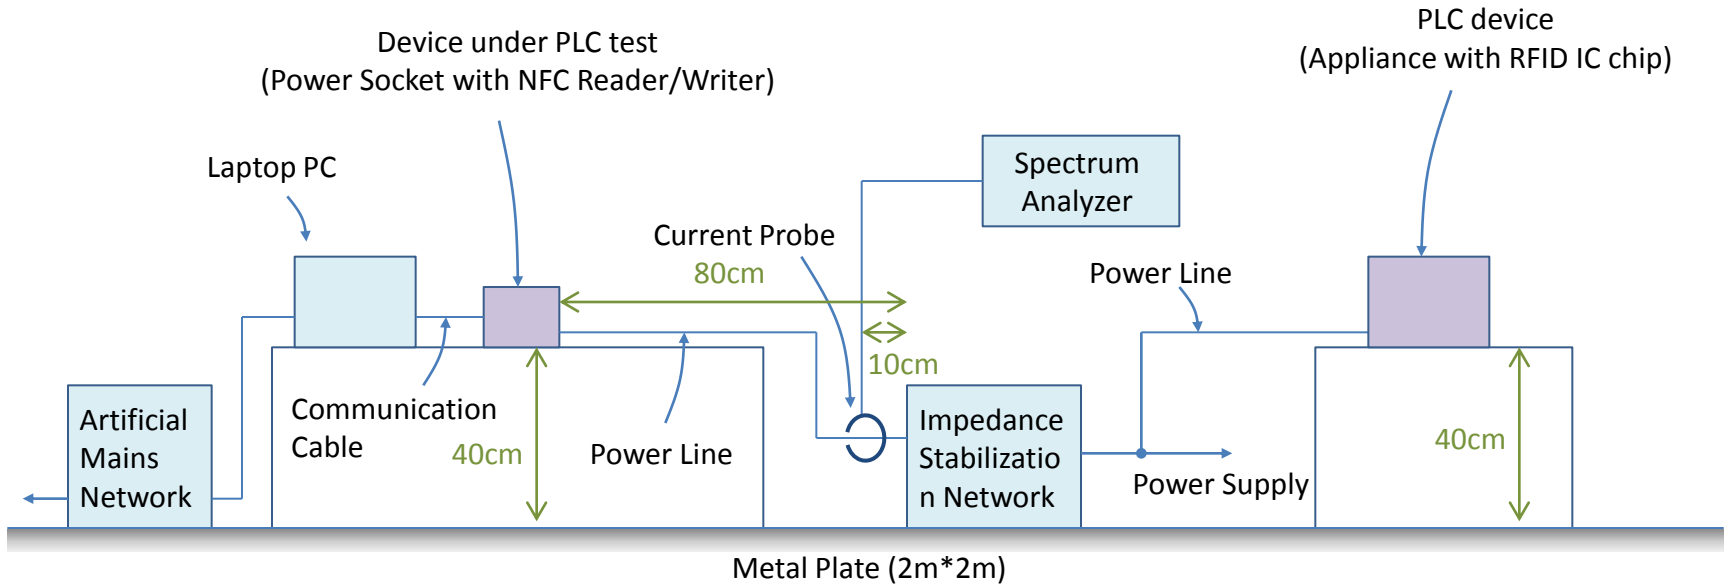 PLC device
(Appliance with RFID IC chip)
Device under PLC test
(Power Socket with NFC Reader/Writer)
Laptop PC
Spectrum
Analyzer
Current Probe
80cm
Power Line
10cm
Artificial
Mains
Network
Communication
Cable
40cm
Power Line
Impedance
Stabilizatio
n Network
Power Supply
40cm
Metal Plate (2m*2m)